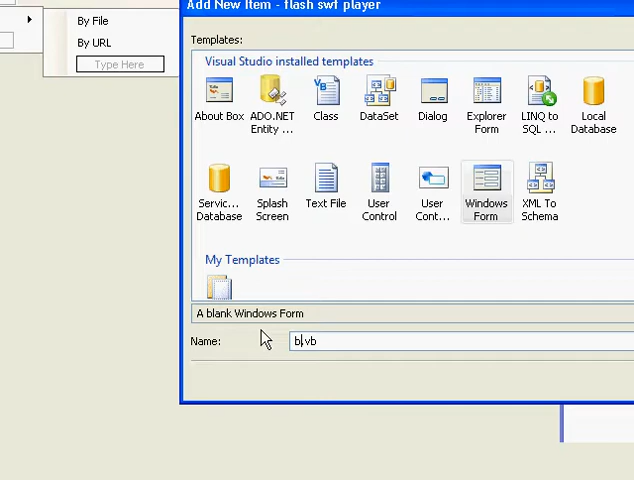 By File
By URL
Type Here
Add New Item - flash swf player
Templates:
Visual Studio installed templates
About Box
ADO.NET Entity ...
Class
DataSet
Dialog
Explorer Form
LINQ to SQL ...
Local Database
Servic... Database
Splash Screen
Text File
User Control
User Cont...
Windows Form
XML To Schema
My Templates
A blank Windows Form
Name:
b.vb